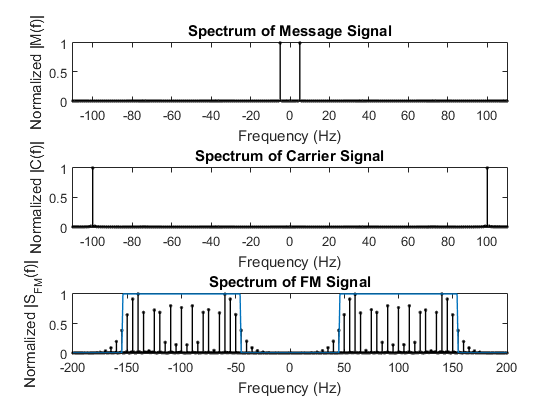 Spectrum of Message Signal
Normalized |M(f)|
1
0.5
0
-100 -80 -60 -40 -20 0 20 40 60 80 100
Frequency (Hz)
Spectrum of Carrier Signal
Normalized |C(f)|
1
0.5
0
-100 -80 -60 -40 -20 0 20 40 60 80 100
Frequency (Hz)
Spectrum of FM Signal
Normalized |S_FM(f)|
1
0.5
0
-200 -150 -100 -50 0 50 100 150 200
Frequency (Hz)